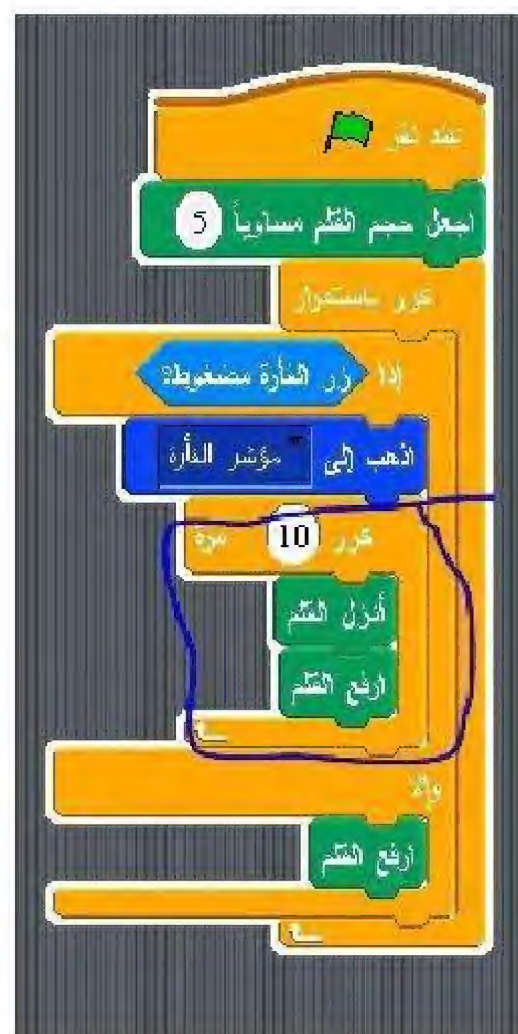 عند نقر
اجعل حجم القلم مساوياً 5
كرر باستمرار
إذا زر الفأرة مضغوط؟
اذهب إلى مؤشر الفأرة
كرر 10 مرة
أنزل القلم
ارفع القلم
وإلا
ارفع القلم